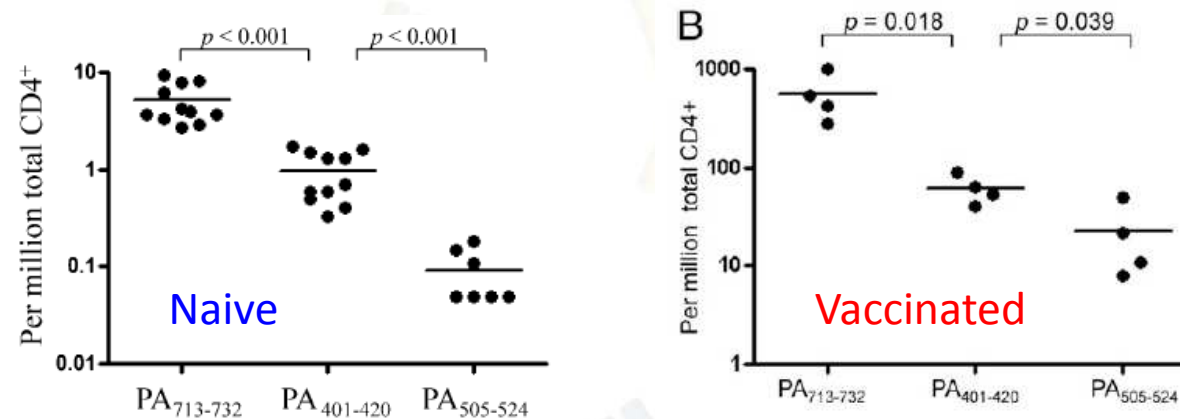 p < 0.001
p < 0.001
10
1
0.1
0.01
Per million total CD4⁺
Naive
PA₇₁₃₋₇₃₂
PA₄₀₁₋₄₂₀
PA₅₀₅₋₅₂₄
B
p = 0.018
p = 0.039
1000
100
10
1
Per million total CD4+
Vaccinated
PA₇₁₃₋₇₃₂
PA₄₀₁₋₄₂₀
PA₅₀₅₋₅₂₄